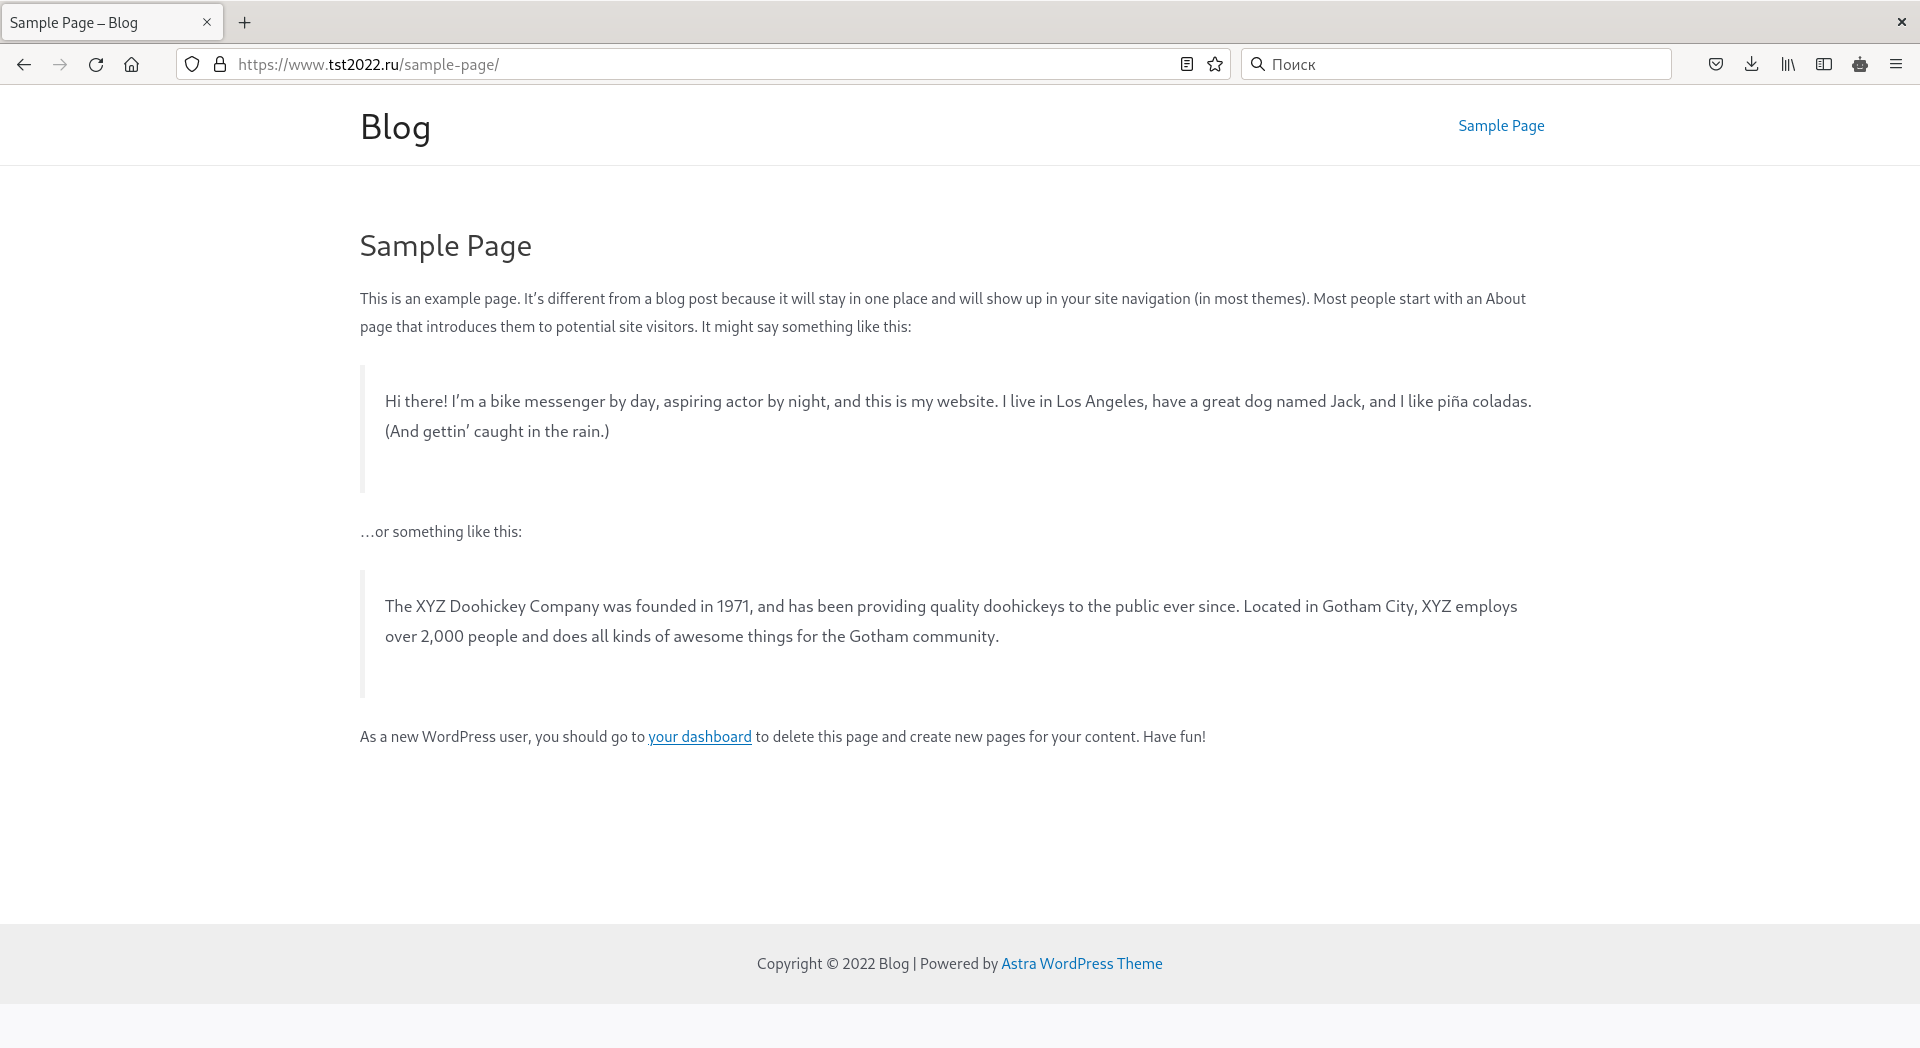 Sample Page – Blog
https://www.tst2022.ru/sample-page/
Поиск
Blog
Sample Page
Sample Page
This is an example page. It’s different from a blog post because it will stay in one place and will show up in your site navigation (in most themes). Most people start with an About
page that introduces them to potential site visitors. It might say something like this:
Hi there! I’m a bike messenger by day, aspiring actor by night, and this is my website. I live in Los Angeles, have a great dog named Jack, and I like piña coladas.
(And gettin’ caught in the rain.)
…or something like this:
The XYZ Doohickey Company was founded in 1971, and has been providing quality doohickeys to the public ever since. Located in Gotham City, XYZ employs
over 2,000 people and does all kinds of awesome things for the Gotham community.
As a new WordPress user, you should go to your dashboard to delete this page and create new pages for your content. Have fun!
Copyright © 2022 Blog | Powered by Astra WordPress Theme